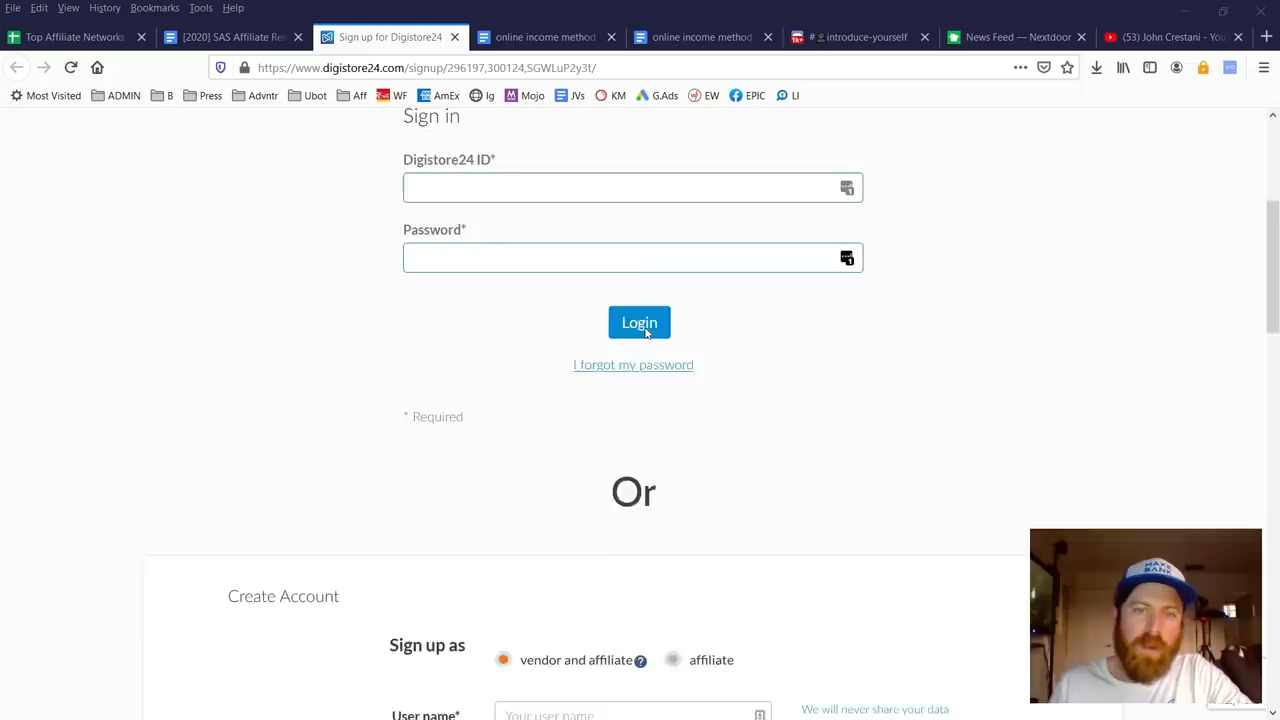 File Edit View History Bookmarks Tools Help
Top Affiliate Networks
[2020] SAS Affiliate Re
Sign up for Digistore24
online income method
online income method
# introduce-yourself
News Feed — Nextdoor
(53) John Crestani - You
https://www.digistore24.com/signup/296197,300124,SGWLuP2y3t/
Most Visited ADMIN B Press Advntr Ubot Aff WF AmEx Ig Mojo JVs KM G.Ads EW EPIC LI
Sign in
Digistore24 ID*
Password*
Login
I forgot my password
* Required
Or
Create Account
Sign up as
vendor and affiliate ? affiliate
User name*
Your user name
We will never share your data
MAKE
BANK